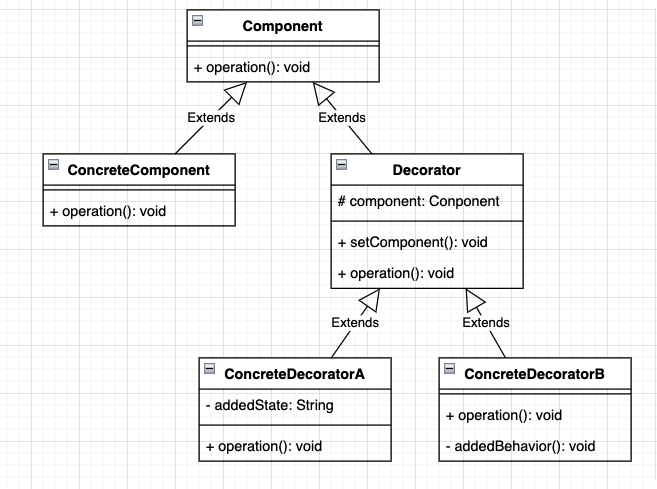 Component
+ operation(): void
Extends
Extends
ConcreteComponent
+ operation(): void
Decorator
# component: Conponent
+ setComponent(): void
+ operation(): void
Extends
Extends
ConcreteDecoratorA
- addedState: String
+ operation(): void
ConcreteDecoratorB
+ operation(): void
- addedBehavior(): void